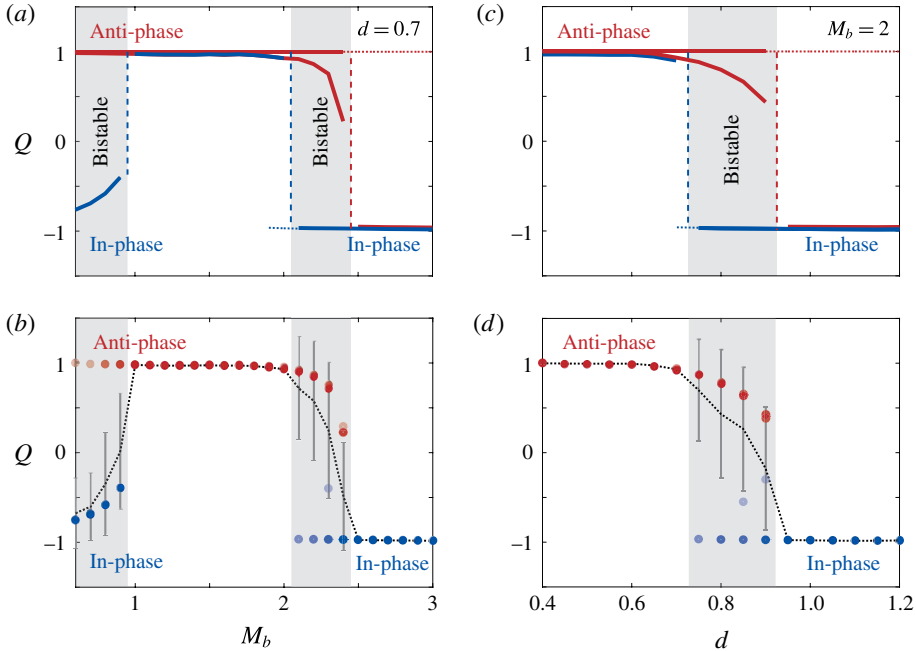 (a)
Anti-phase
d = 0.7
1
0
–1
Q
Bistable
Bistable
In-phase
In-phase
(c)
Anti-phase
M_b = 2
1
0
–1
Bistable
In-phase
(b)
Anti-phase
1
0
–1
Q
In-phase
In-phase
1
2
3
M_b
(d)
Anti-phase
1
0
–1
In-phase
0.4
0.6
0.8
1.0
1.2
d